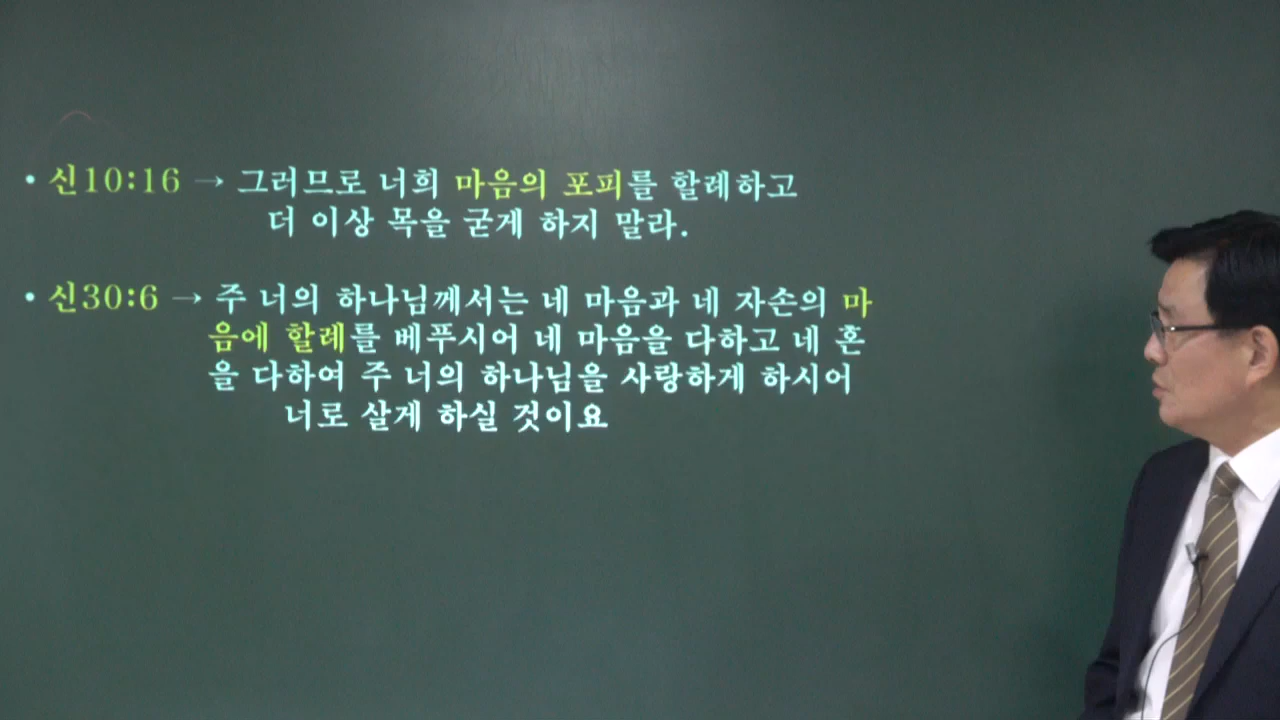 • 신10:16 → 그러므로 너희 마음의 포피를 할례하고
더 이상 목을 굳게 하지 말라.
• 신30:6 → 주 너의 하나님께서는 네 마음과 네 자손의 마
음에 할례를 베푸시어 네 마음을 다하고 네 혼
을 다하여 주 너의 하나님을 사랑하게 하시어
너로 살게 하실 것이요